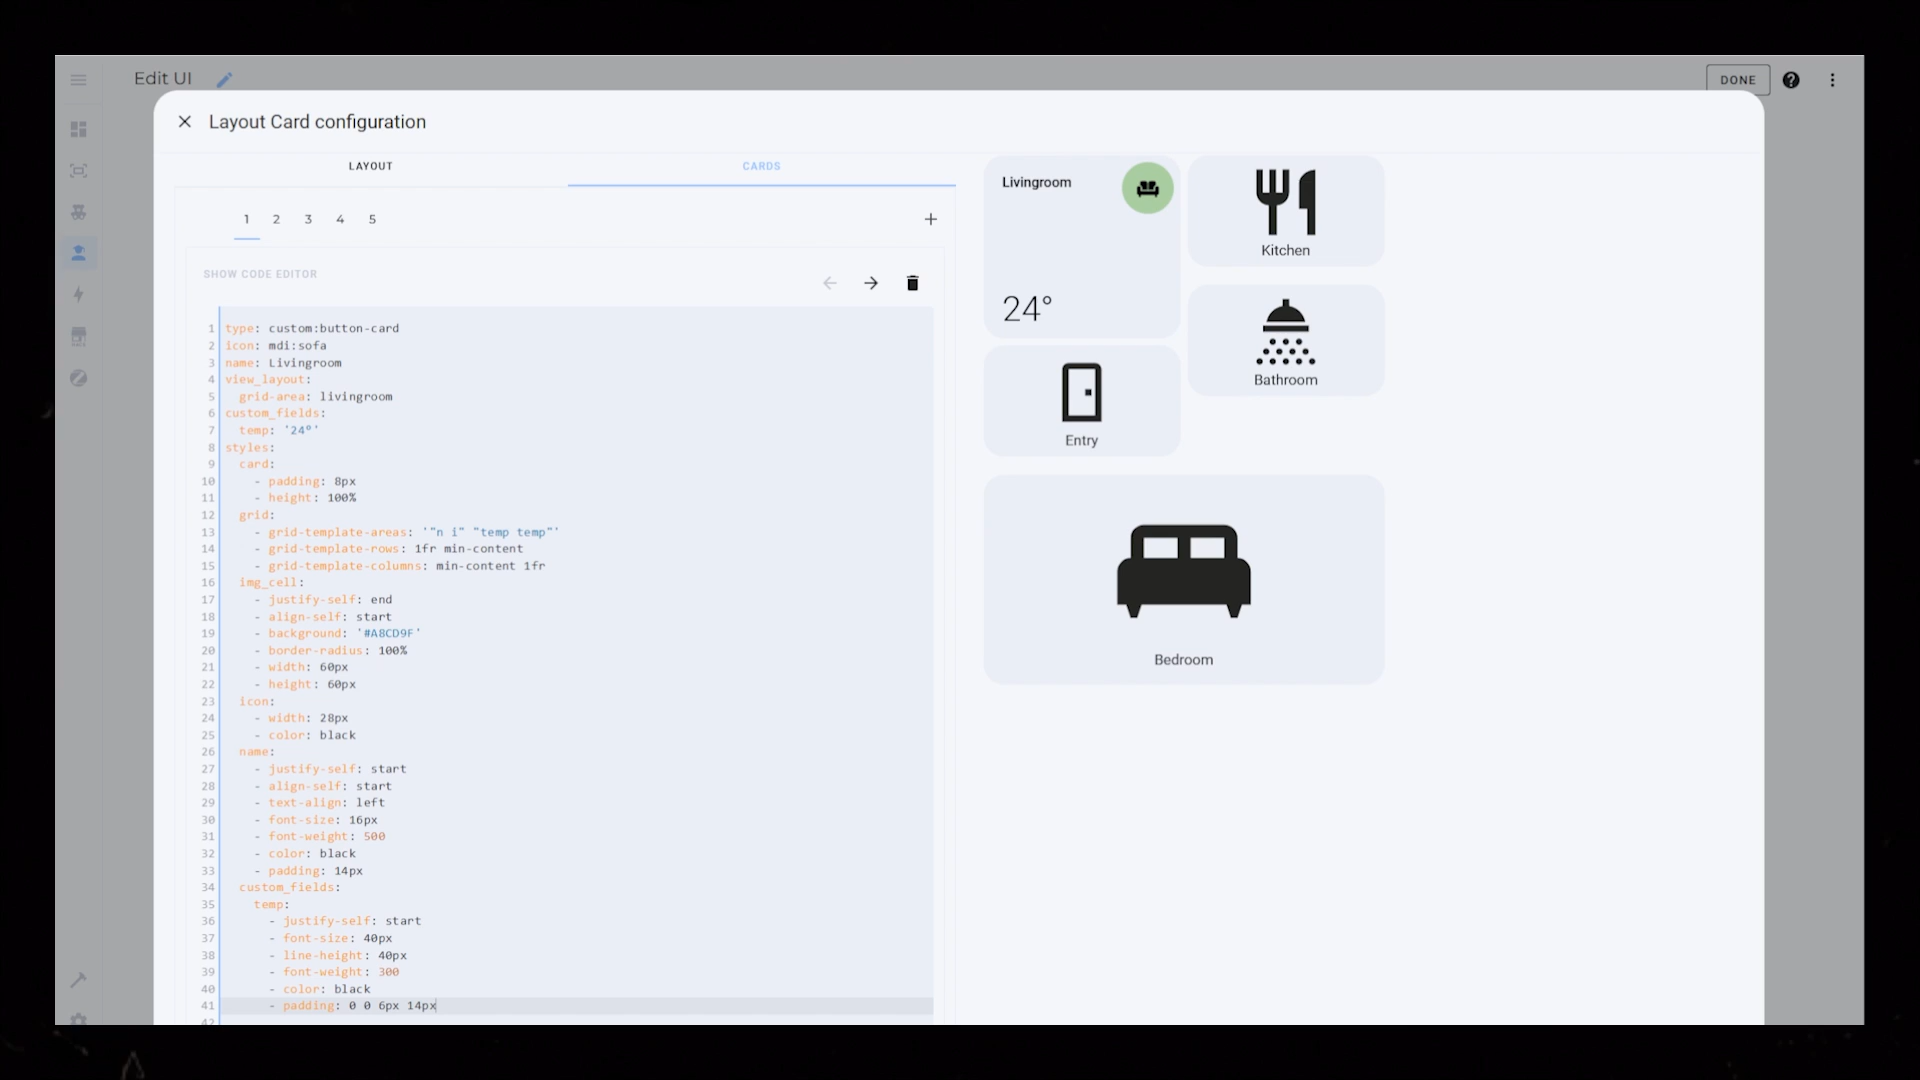 Edit UI
DONE
Layout Card configuration
LAYOUT
CARDS
1 2 3 4 5
SHOW CODE EDITOR
1 type: custom:button-card
2 icon: mdi:sofa
3 name: Livingroom
4 view_layout:
5   grid-area: livingroom
6 custom_fields:
7   temp: '24°'
8 styles:
9   card:
10     - padding: 8px
11     - height: 100%
12   grid:
13     - grid-template-areas: '"n i" "temp temp"'
14     - grid-template-rows: 1fr min-content
15     - grid-template-columns: min-content 1fr
16   img_cell:
17     - justify-self: end
18     - align-self: start
19     - background: '#A8CD9F'
20     - border-radius: 100%
21     - width: 60px
22     - height: 60px
23   icon:
24     - width: 28px
25     - color: black
26   name:
27     - justify-self: start
28     - align-self: start
29     - text-align: left
30     - font-size: 16px
31     - font-weight: 500
32     - color: black
33     - padding: 14px
34   custom_fields:
35     temp:
36       - justify-self: start
37       - font-size: 40px
38       - line-height: 40px
39       - font-weight: 300
40       - color: black
41       - padding: 0 0 6px 14px
42
Livingroom
24°
Kitchen
Bathroom
Entry
Bedroom